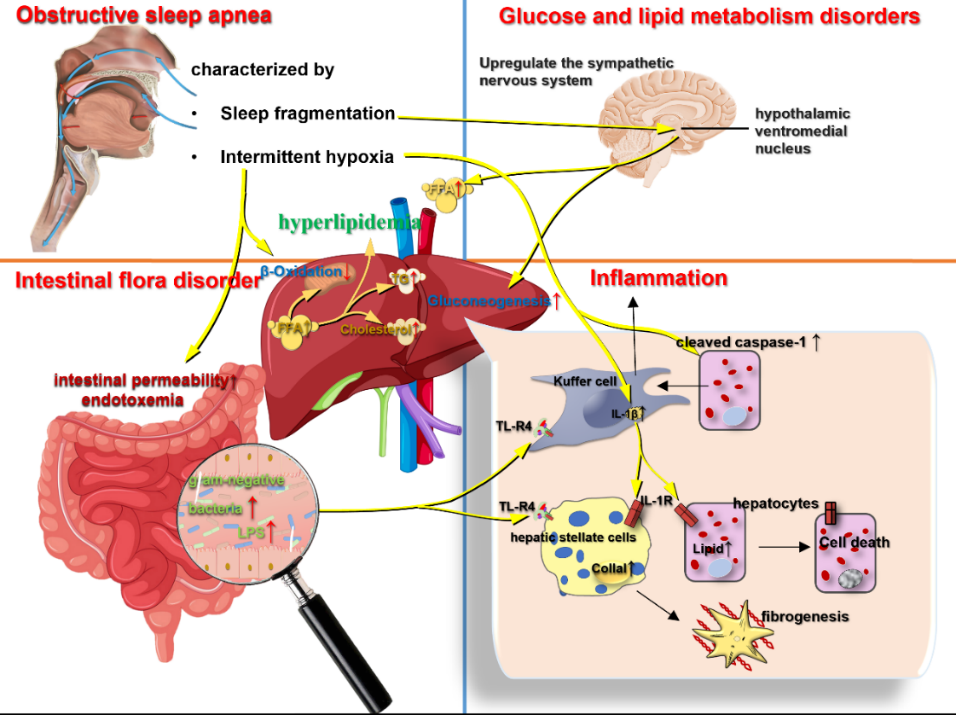 Obstructive sleep apnea
characterized by
• Sleep fragmentation
• Intermittent hypoxia
Glucose and lipid metabolism disorders
Upregulate the sympathetic
nervous system
hypothalamic
ventromedial
nucleus
FFA↑
hyperlipidemia
β-Oxidation↓
TG↑
FFA↑
Cholesterol↑
Gluconeogenesis↑
Intestinal flora disorder
intestinal permeability↑
endotoxemia
gram-negative
bacteria↑
LPS↑
Inflammation
cleaved caspase-1 ↑
Kuffer cell
IL-1β↑
TL-R4
TL-R4
IL-1R
hepatic stellate cells
Collal↑
hepatocytes
Lipid↑
Cell death
fibrogenesis